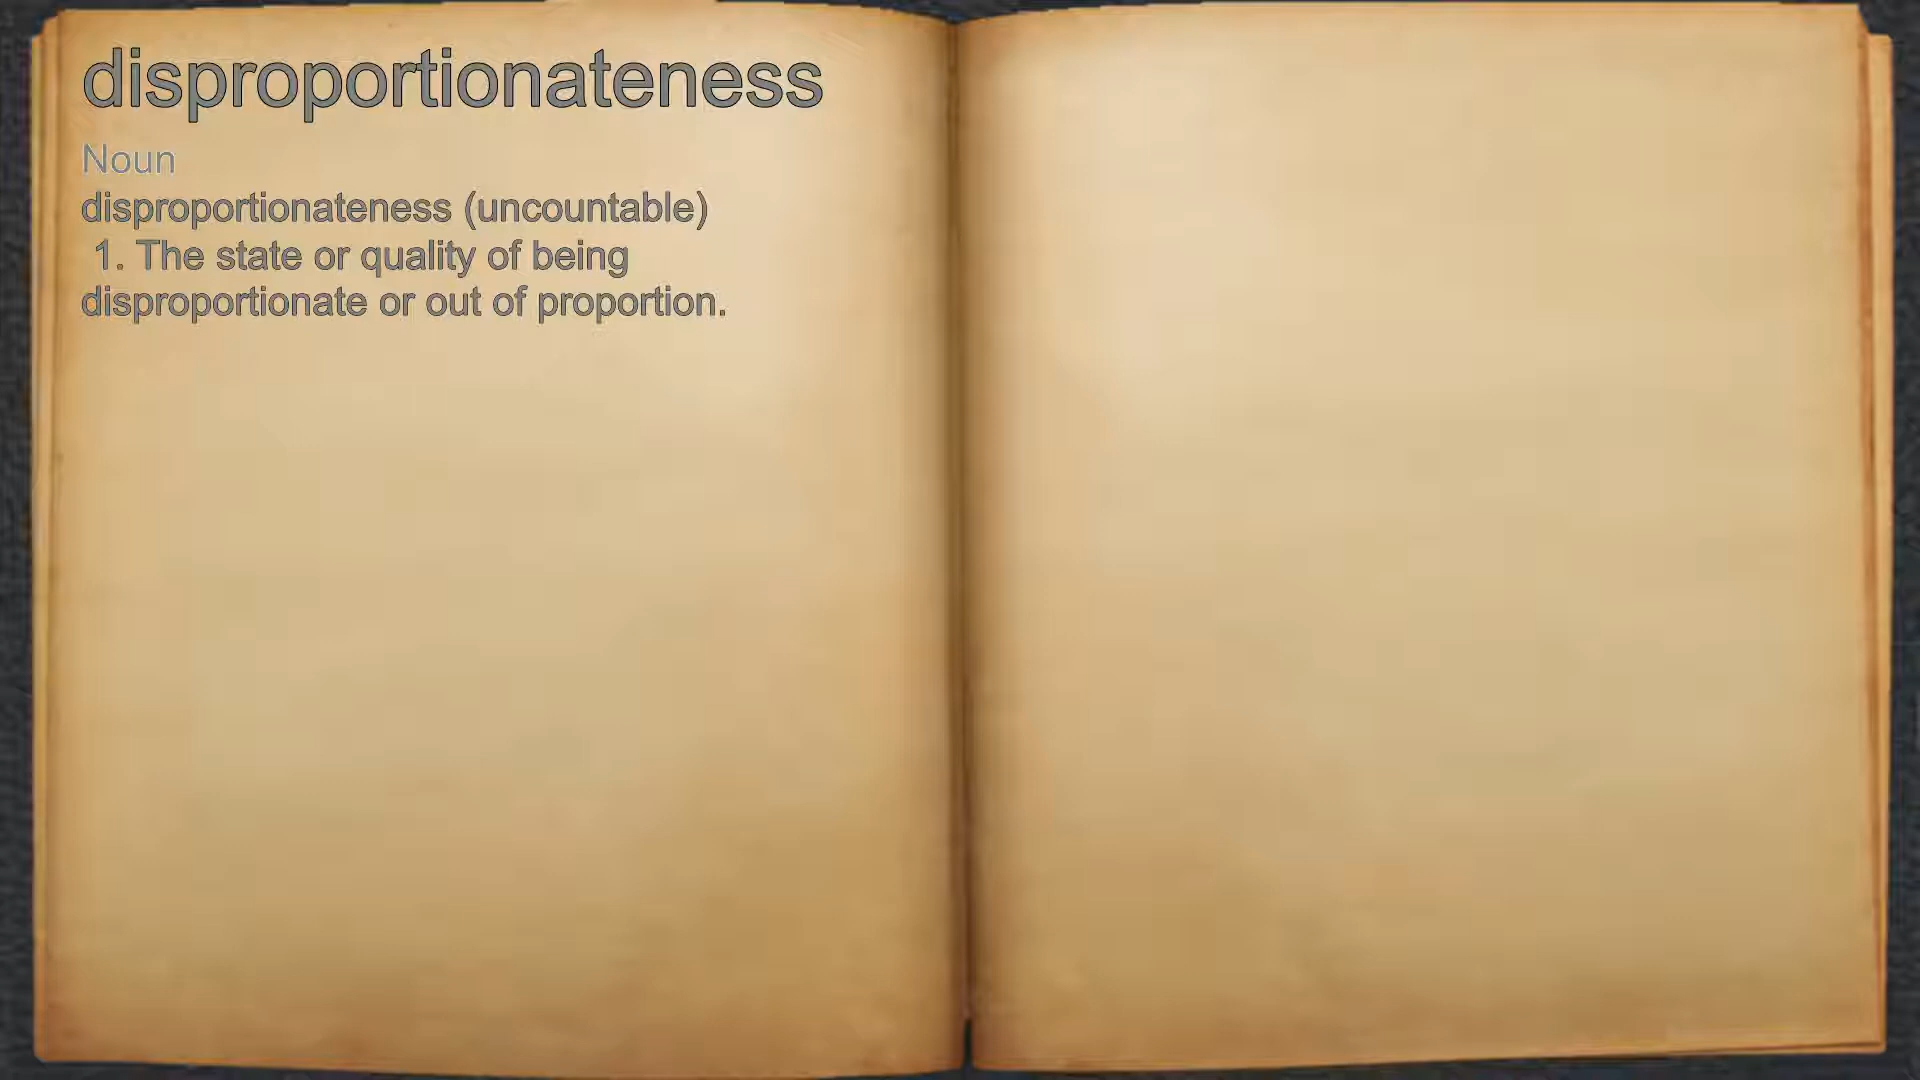 disproportionateness
Noun
disproportionateness (uncountable)
1. The state or quality of being
disproportionate or out of proportion.